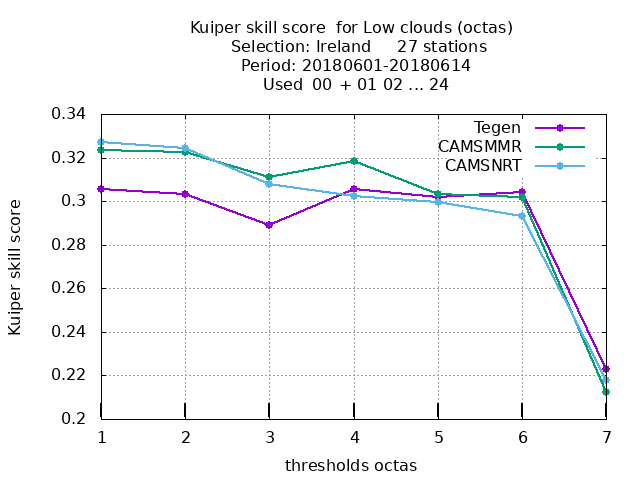 Kuiper skill score  for Low clouds (octas)
Selection: Ireland     27 stations
Period: 20180601-20180614
Used  00 + 01 02 ... 24
0.34
0.32
0.3
0.28
0.26
0.24
0.22
0.2
Kuiper skill score
Tegen
CAMSMMR
CAMSNRT
1 2 3 4 5 6 7
thresholds octas